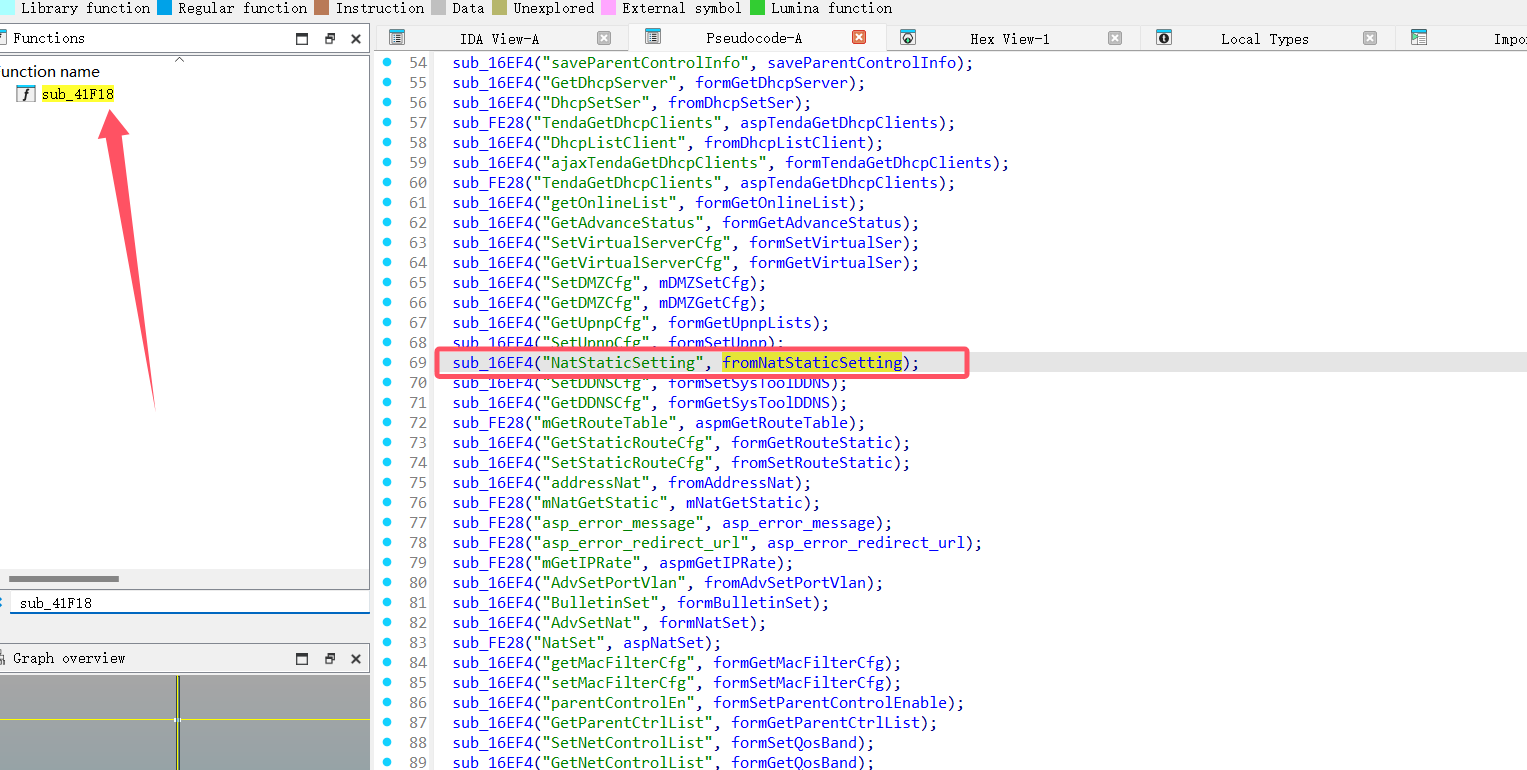 Library function Regular function Instruction Data Unexplored External symbol Lumina function
Functions
unction name
f sub_41F18
sub_41F18
Graph overview
IDA View-A Pseudocode-A Hex View-1 Local Types Impo
54 sub_16EF4("saveParentControlInfo", saveParentControlInfo);
55 sub_16EF4("GetDhcpServer", formGetDhcpServer);
56 sub_16EF4("DhcpSetSer", fromDhcpSetSer);
57 sub_FE28("TendaGetDhcpClients", aspTendaGetDhcpClients);
58 sub_16EF4("DhcpListClient", fromDhcpListClient);
59 sub_16EF4("ajaxTendaGetDhcpClients", formTendaGetDhcpClients);
60 sub_FE28("TendaGetDhcpClients", aspTendaGetDhcpClients);
61 sub_16EF4("getOnlineList", formGetOnlineList);
62 sub_16EF4("GetAdvanceStatus", formGetAdvanceStatus);
63 sub_16EF4("SetVirtualServerCfg", formSetVirtualSer);
64 sub_16EF4("GetVirtualServerCfg", formGetVirtualSer);
65 sub_16EF4("SetDMZCfg", mDMZSetCfg);
66 sub_16EF4("GetDMZCfg", mDMZGetCfg);
67 sub_16EF4("GetUpnpCfg", formGetUpnpLists);
68 sub_16EF4("SetUpnpCfg", formSetUpnp);
69 sub_16EF4("NatStaticSetting", fromNatStaticSetting);
70 sub_16EF4("SetDDNSCfg", formSetSysToolDDNS);
71 sub_16EF4("GetDDNSCfg", formGetSysToolDDNS);
72 sub_FE28("mGetRouteTable", aspmGetRouteTable);
73 sub_16EF4("GetStaticRouteCfg", formGetRouteStatic);
74 sub_16EF4("SetStaticRouteCfg", fromSetRouteStatic);
75 sub_16EF4("addressNat", fromAddressNat);
76 sub_FE28("mNatGetStatic", mNatGetStatic);
77 sub_FE28("asp_error_message", asp_error_message);
78 sub_FE28("asp_error_redirect_url", asp_error_redirect_url);
79 sub_FE28("mGetIPRate", aspmGetIPRate);
80 sub_16EF4("AdvSetPortVlan", fromAdvSetPortVlan);
81 sub_16EF4("BulletinSet", formBulletinSet);
82 sub_16EF4("AdvSetNat", formNatSet);
83 sub_FE28("NatSet", aspNatSet);
84 sub_16EF4("getMacFilterCfg", formGetMacFilterCfg);
85 sub_16EF4("setMacFilterCfg", formSetMacFilterCfg);
86 sub_16EF4("parentControlEn", formSetParentControlEnable);
87 sub_16EF4("GetParentCtrlList", formGetParentCtrlList);
88 sub_16EF4("SetNetControlList", formSetQosBand);
89 sub_16EF4("GetNetControlList", formGetQosBand);